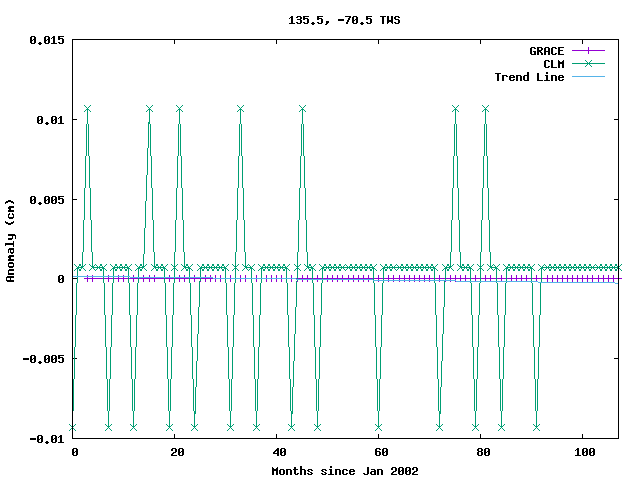 135.5, -70.5 TWS
0.015
GRACE
CLM
Trend Line
0.01
0.005
Anomaly (cm)
0
-0.005
-0.01
0 20 40 60 80 100
Months since Jan 2002